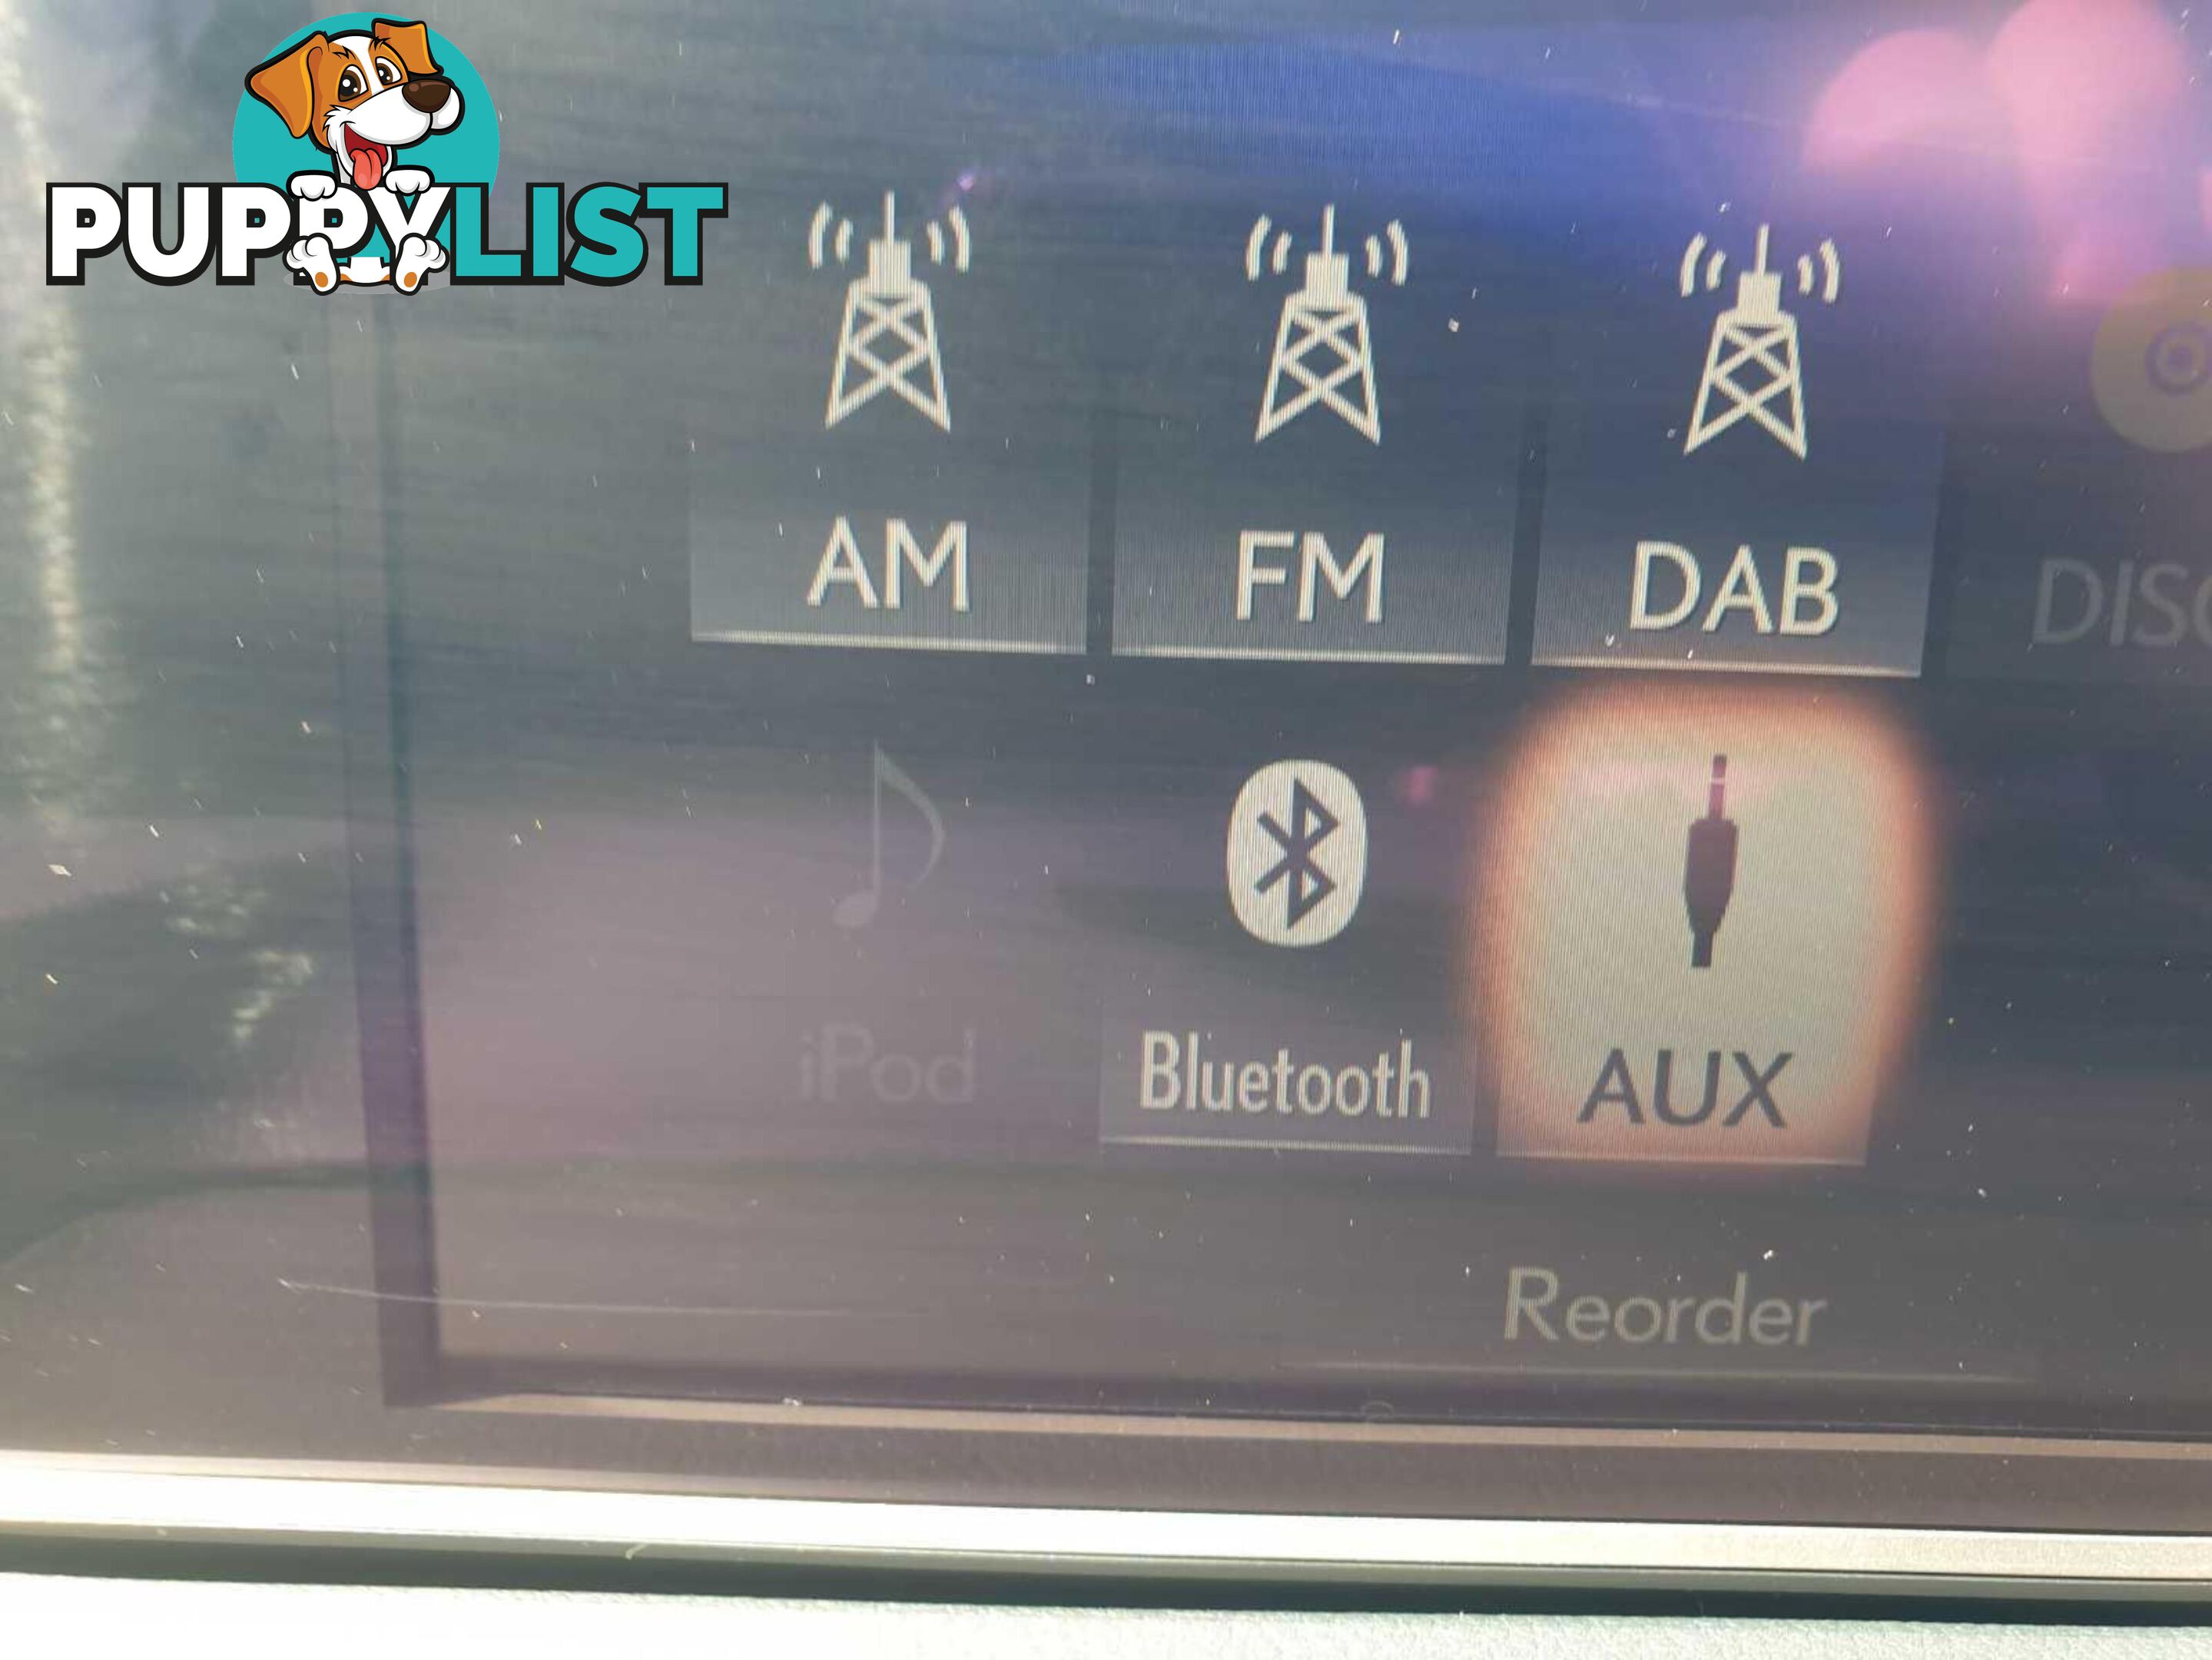 PUPPYLIST
AM FM DAB
iPod Bluetooth AUX
Reorder